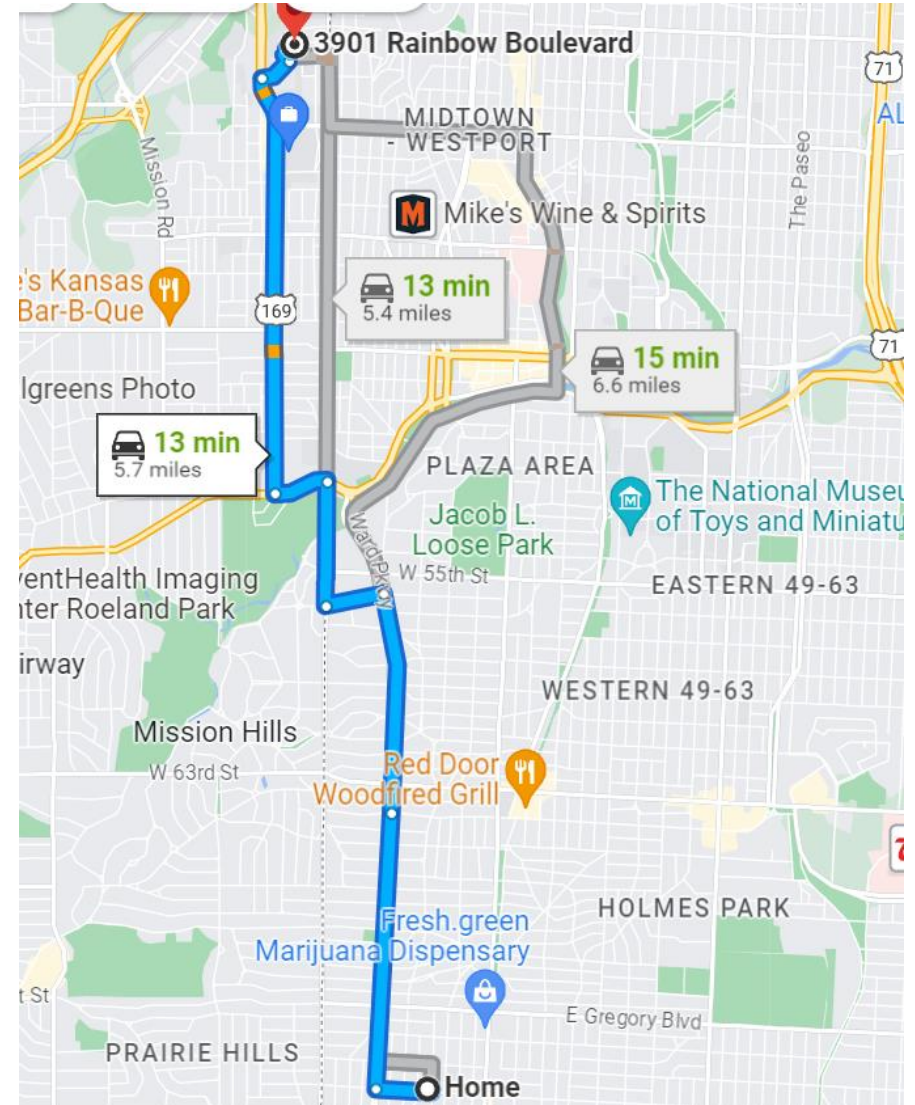 3901 Rainbow Boulevard
71
AL
MIDTOWN
- WESTPORT
Mission Rd
The Paseo
M
Mike's Wine & Spirits
's Kansas
Bar-B-Que
169
13 min
5.4 miles
71
15 min
6.6 miles
lgreens Photo
13 min
5.7 miles
PLAZA AREA
The National Museu
of Toys and Miniatu
Jacob L.
Loose Park
Ward Pkwy
W 55th St
ventHealth Imaging
nter Roeland Park
EASTERN 49-63
irway
WESTERN 49-63
Mission Hills
W 63rd St
Red Door
Woodfired Grill
HOLMES PARK
Fresh.green
Marijuana Dispensary
t St
E Gregory Blvd
PRAIRIE HILLS
Home